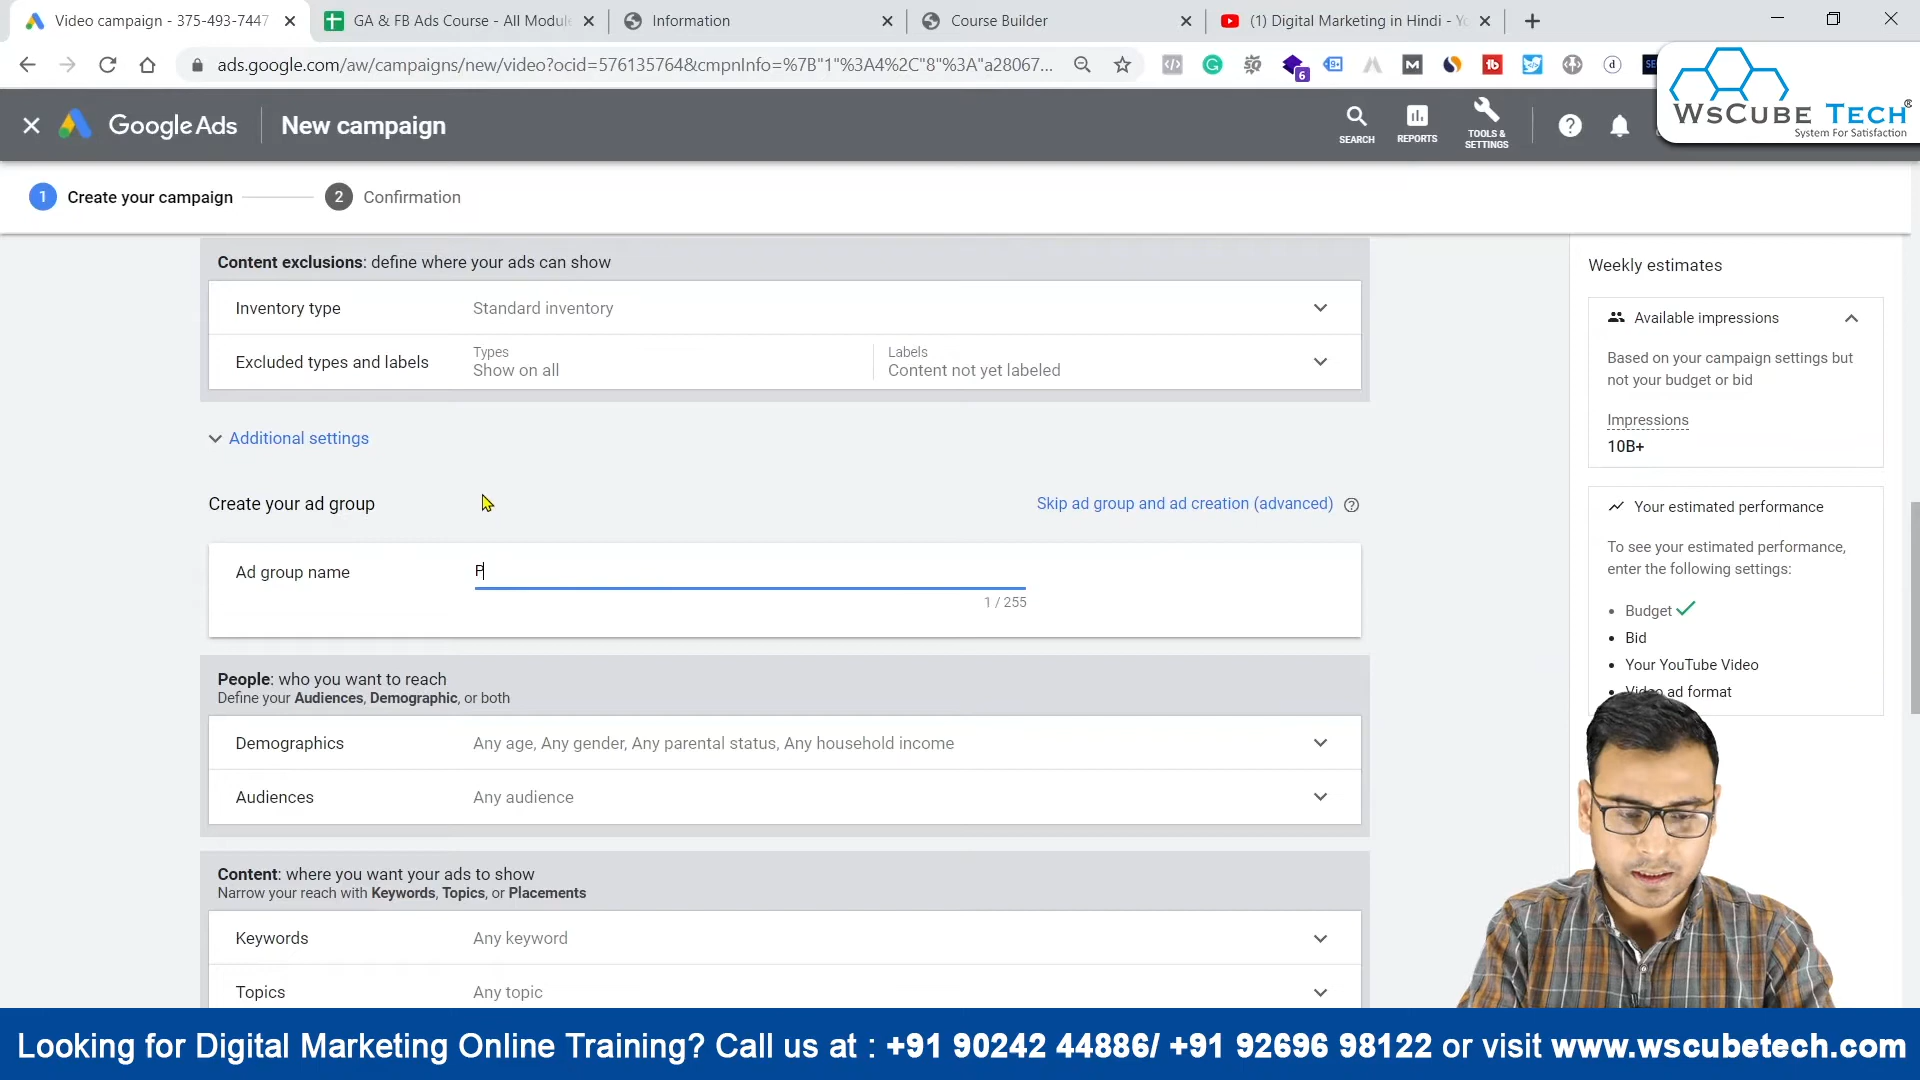 Video campaign - 375-493-7447
GA & FB Ads Course - All Module
Information
Course Builder
(1) Digital Marketing in Hindi - Yo
ads.google.com/aw/campaigns/new/video?ocid=576135764&cmpnInfo=%7B"1"%3A4%2C"8"%3A"a28067...
6
WsCube Tech®
System For Satisfaction
Google Ads
New campaign
SEARCH
REPORTS
TOOLS &
SETTINGS
1 Create your campaign
2 Confirmation
Content exclusions: define where your ads can show
Inventory type
Standard inventory
Excluded types and labels
Types
Show on all
Labels
Content not yet labeled
Additional settings
Create your ad group
Skip ad group and ad creation (advanced)
Ad group name
P
1 / 255
People: who you want to reach
Define your Audiences, Demographic, or both
Demographics
Any age, Any gender, Any parental status, Any household income
Audiences
Any audience
Content: where you want your ads to show
Narrow your reach with Keywords, Topics, or Placements
Keywords
Any keyword
Topics
Any topic
Weekly estimates
Available impressions
Based on your campaign settings but
not your budget or bid
Impressions
10B+
Your estimated performance
To see your estimated performance,
enter the following settings:
• Budget
• Bid
• Your YouTube Video
• Video ad format
Looking for Digital Marketing Online Training? Call us at : +91 90242 44886/ +91 92696 98122 or visit www.wscubetech.com